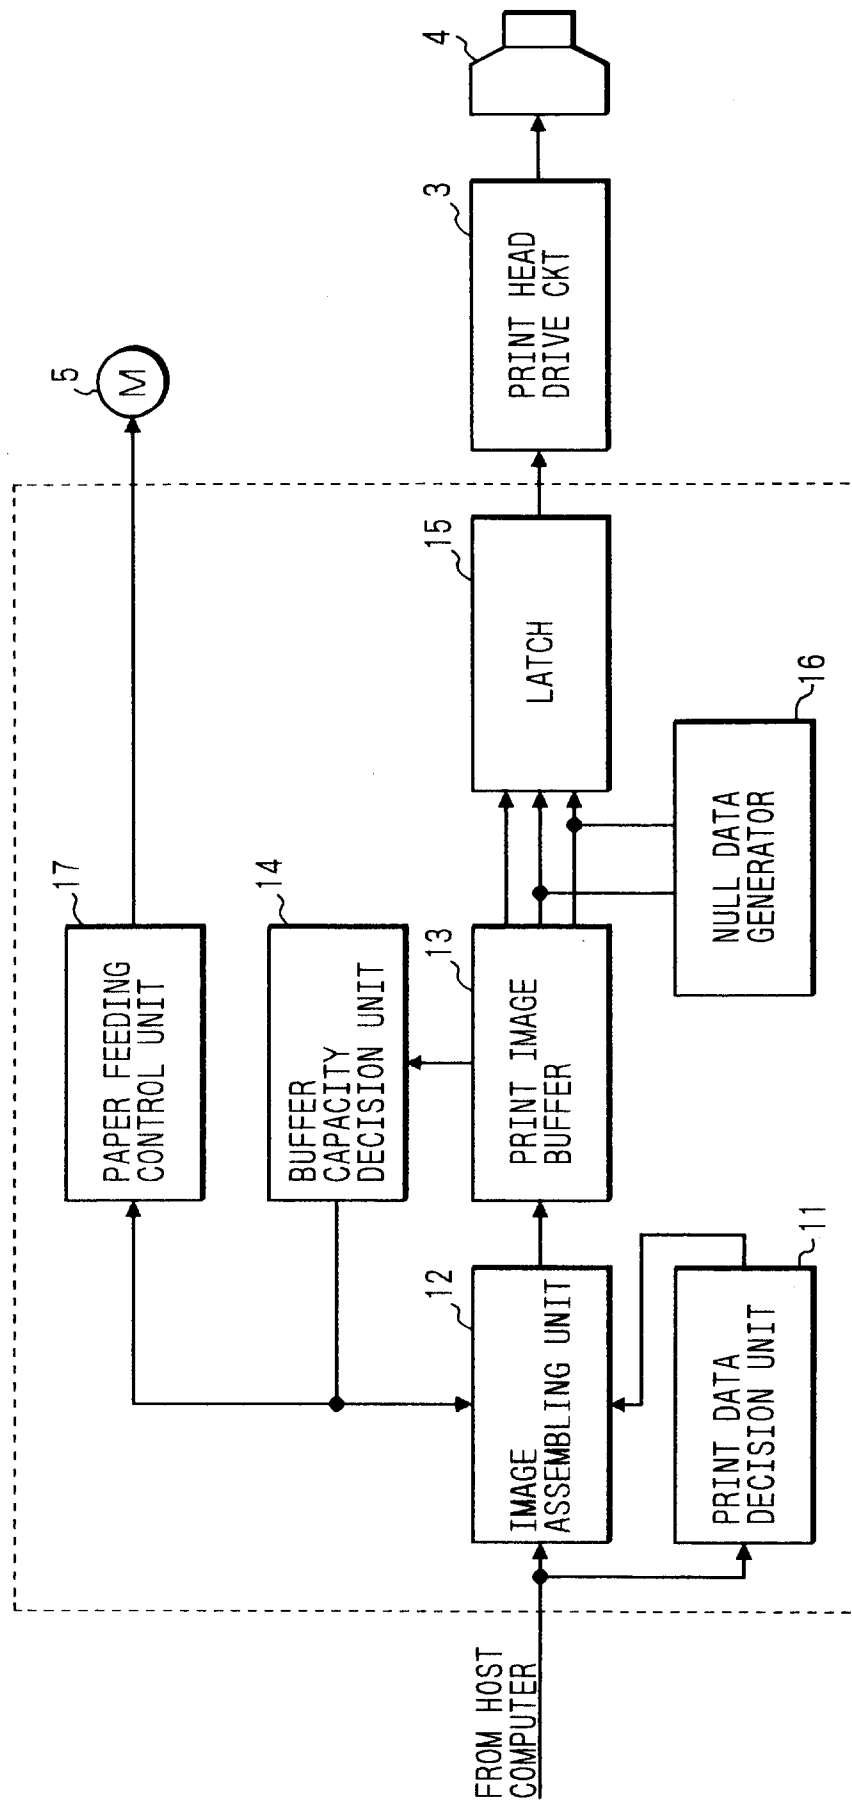 FROM HOST
COMPUTER
PRINT DATA
DECISION UNIT
11
IMAGE
ASSEMBLING UNIT
12
PRINT IMAGE
BUFFER
13
BUFFER
CAPACITY
DECISION UNIT
14
PAPER FEEDING
CONTROL UNIT
17
NULL DATA
GENERATOR
16
LATCH
15
PRINT HEAD
DRIVE CKT
3
4
M
5